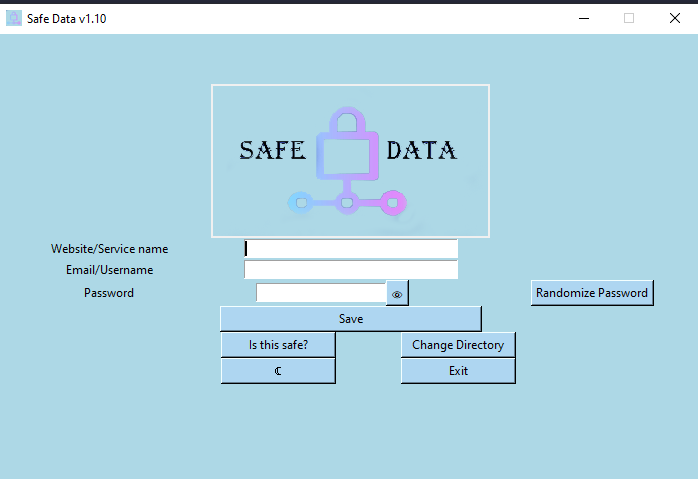 Safe Data v1.10
SAFE DATA
Website/Service name
Email/Username
Password
Randomize Password
Save
Is this safe?
Change Directory
☾
Exit